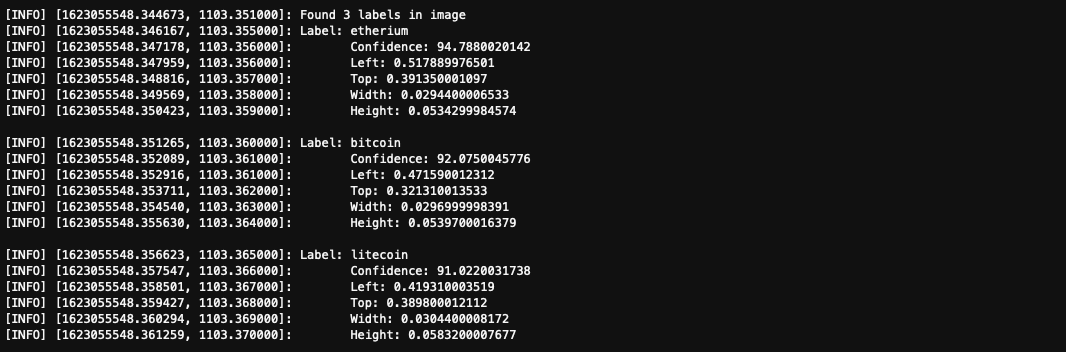 [INFO] [1623055548.344673, 1103.351000]: Found 3 labels in image
[INFO] [1623055548.346167, 1103.355000]: Label: etherium
[INFO] [1623055548.347178, 1103.356000]: Confidence: 94.7880020142
[INFO] [1623055548.347959, 1103.356000]: Left: 0.517889976501
[INFO] [1623055548.348816, 1103.357000]: Top: 0.391350001097
[INFO] [1623055548.349569, 1103.358000]: Width: 0.0294400006533
[INFO] [1623055548.350423, 1103.359000]: Height: 0.0534299984574
[INFO] [1623055548.351265, 1103.360000]: Label: bitcoin
[INFO] [1623055548.352089, 1103.361000]: Confidence: 92.0750045776
[INFO] [1623055548.352916, 1103.361000]: Left: 0.471590012312
[INFO] [1623055548.353711, 1103.362000]: Top: 0.321310013533
[INFO] [1623055548.354540, 1103.363000]: Width: 0.0296999998391
[INFO] [1623055548.355630, 1103.364000]: Height: 0.0539700016379
[INFO] [1623055548.356623, 1103.365000]: Label: litecoin
[INFO] [1623055548.357547, 1103.366000]: Confidence: 91.0220031738
[INFO] [1623055548.358501, 1103.367000]: Left: 0.419310003519
[INFO] [1623055548.359427, 1103.368000]: Top: 0.389800012112
[INFO] [1623055548.360294, 1103.369000]: Width: 0.0304400008172
[INFO] [1623055548.361259, 1103.370000]: Height: 0.0583200007677